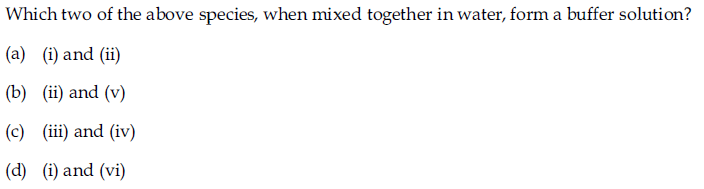 Which two of the above species, when mixed together in water, form a buffer solution?
(a) (i) and (ii)
(b) (ii) and (v)
(c) (iii) and (iv)
(d) (i) and (vi)